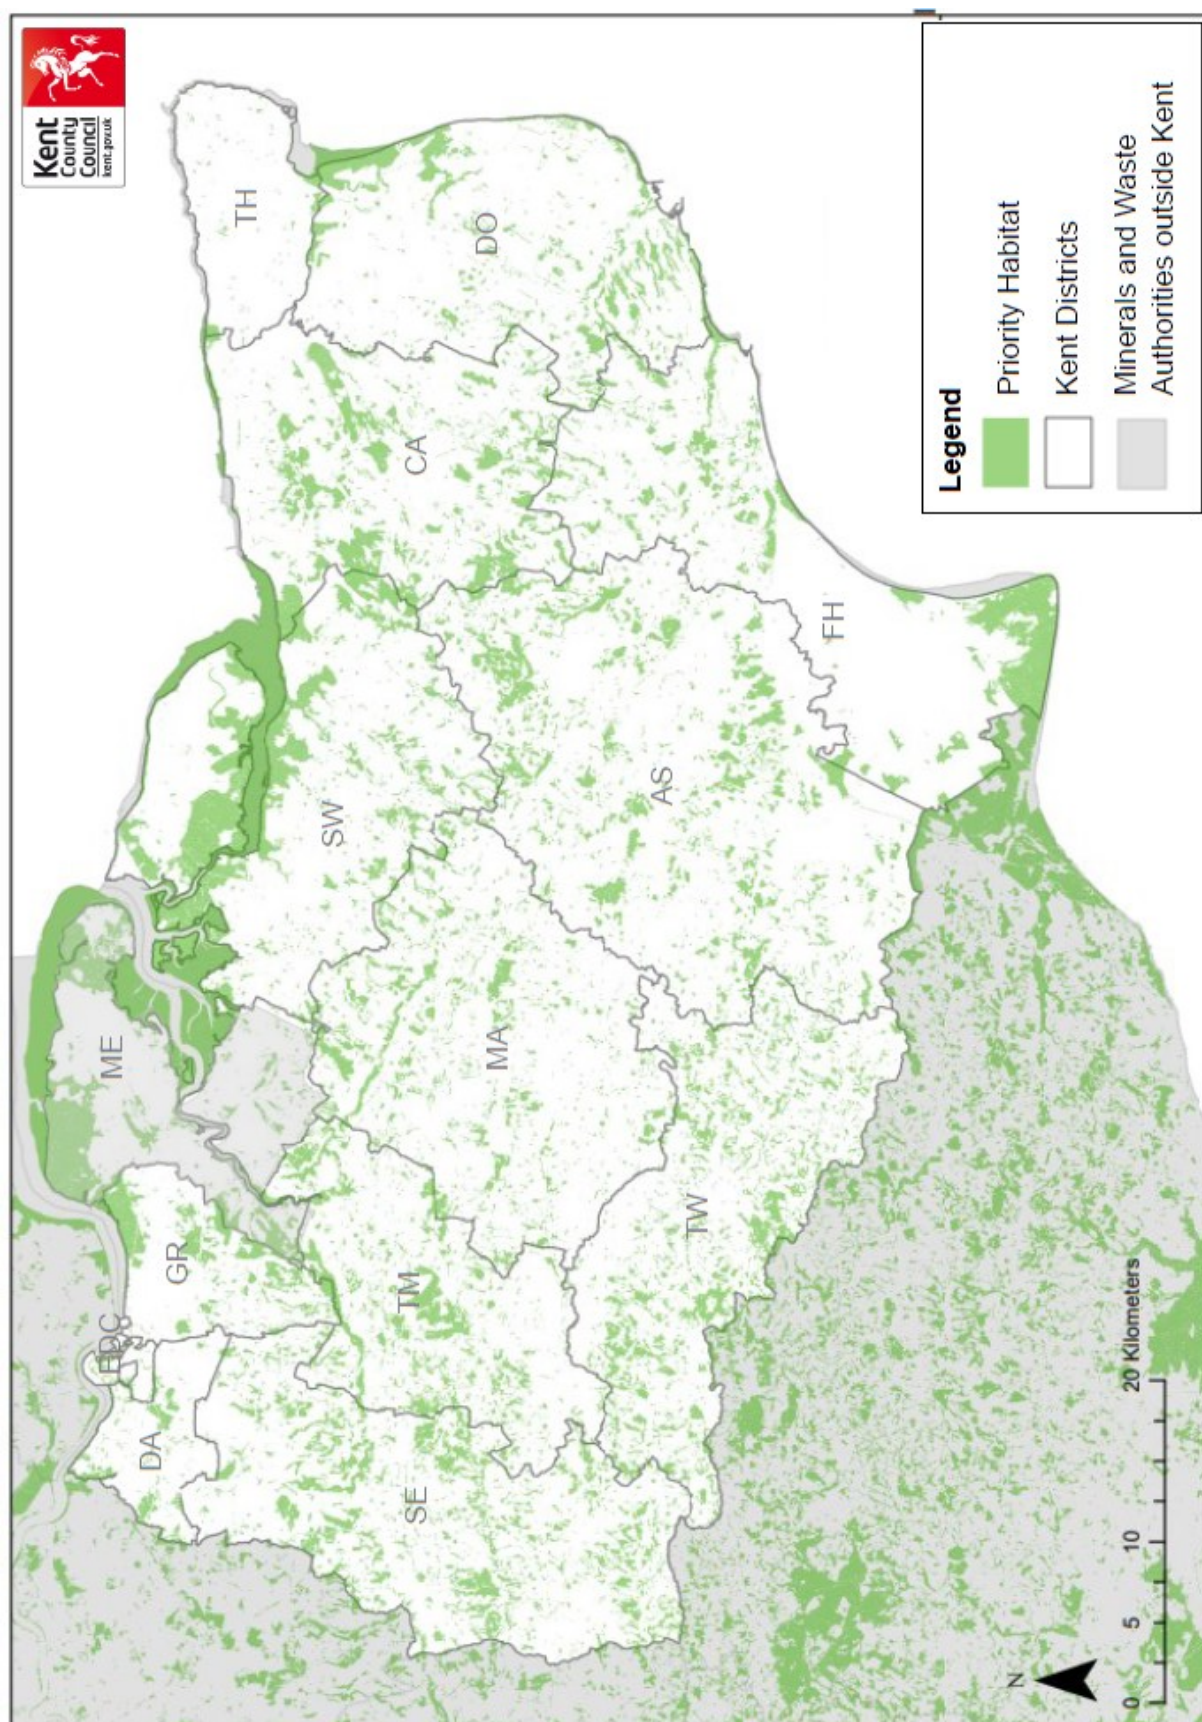 Kent
County
Council
kent.gov.uk
TH
DO
CA
FH
SW
AS
ME
MA
GR
TM
TW
EDC
DA
SE
Legend
Priority Habitat
Kent Districts
Minerals and Waste
Authorities outside Kent
N
0 5 10 20 Kilometers